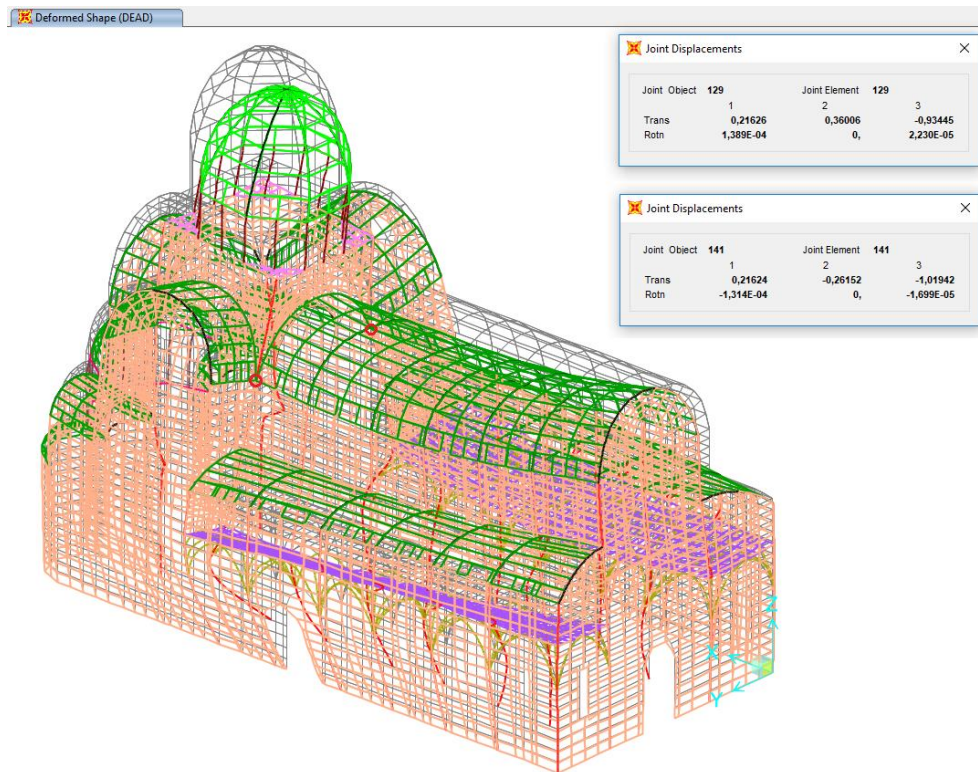 Deformed Shape (DEAD)
Joint Displacements
Joint Object 129 Joint Element 129
1 2 3
Trans 0,21626 0,36006 -0,93445
Rotn 1,389E-04 0, 2,230E-05
Joint Displacements
Joint Object 141 Joint Element 141
1 2 3
Trans 0,21624 -0,26152 -1,01942
Rotn -1,314E-04 0, -1,699E-05
Z
X
Y